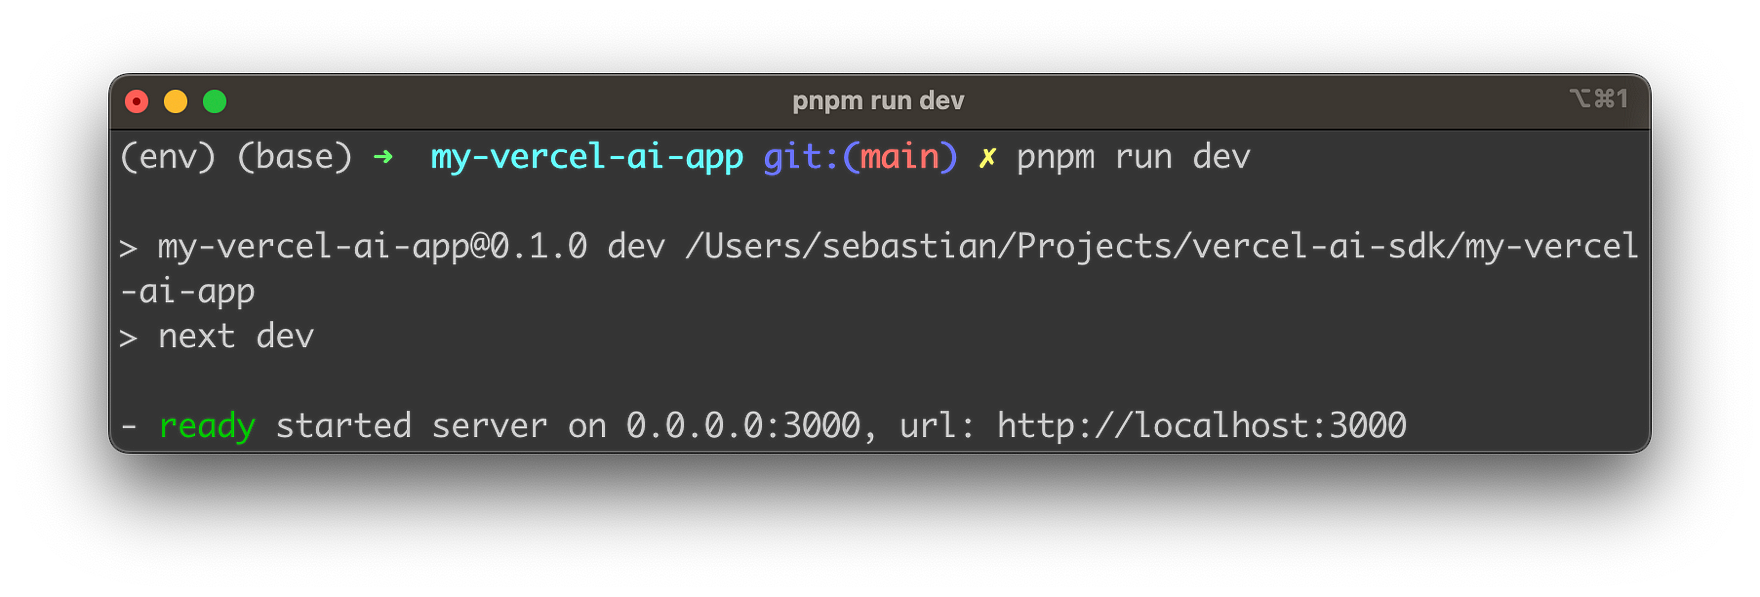 pnpm run dev ⌥⌘1
(env) (base) ➜  my-vercel-ai-app git:(main) ✗ pnpm run dev
> my-vercel-ai-app@0.1.0 dev /Users/sebastian/Projects/vercel-ai-sdk/my-vercel
-ai-app
> next dev
- ready started server on 0.0.0.0:3000, url: http://localhost:3000